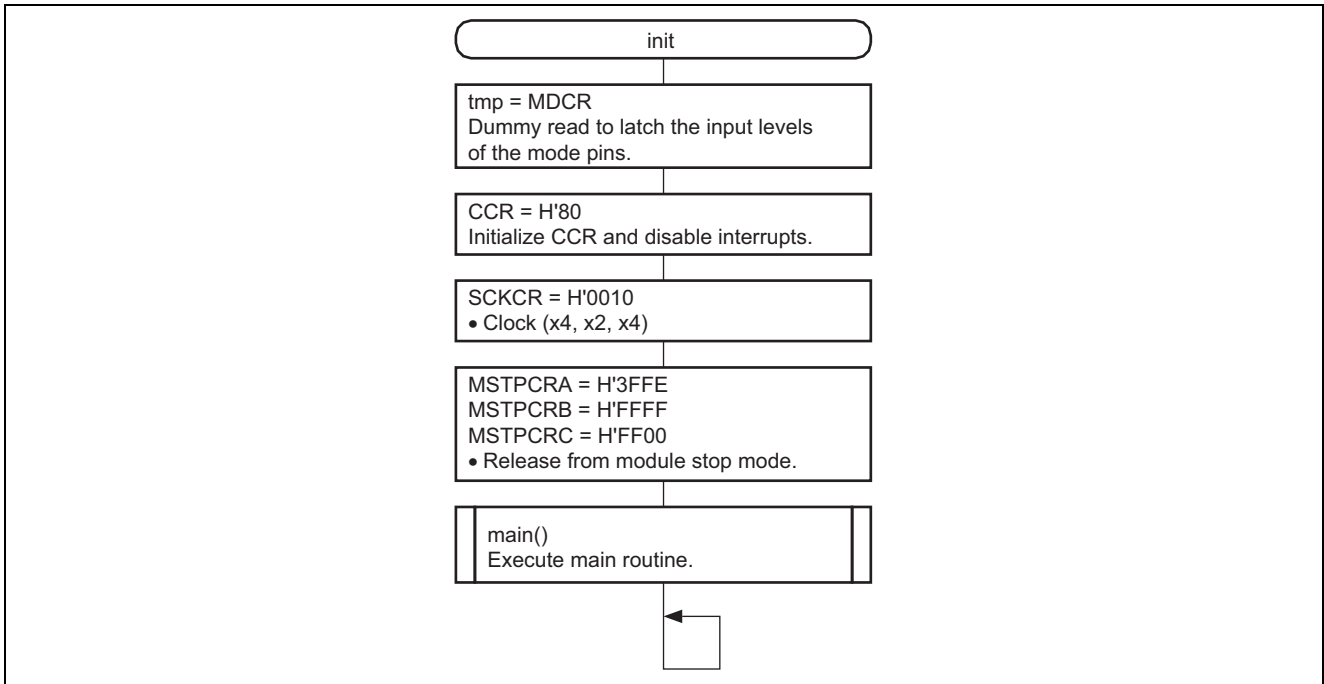 init
tmp = MDCR
Dummy read to latch the input levels
of the mode pins.
CCR = H'80
Initialize CCR and disable interrupts.
SCKCR = H'0010
• Clock (x4, x2, x4)
MSTPCRA = H'3FFE
MSTPCRB = H'FFFF
MSTPCRC = H'FF00
• Release from module stop mode.
main()
Execute main routine.